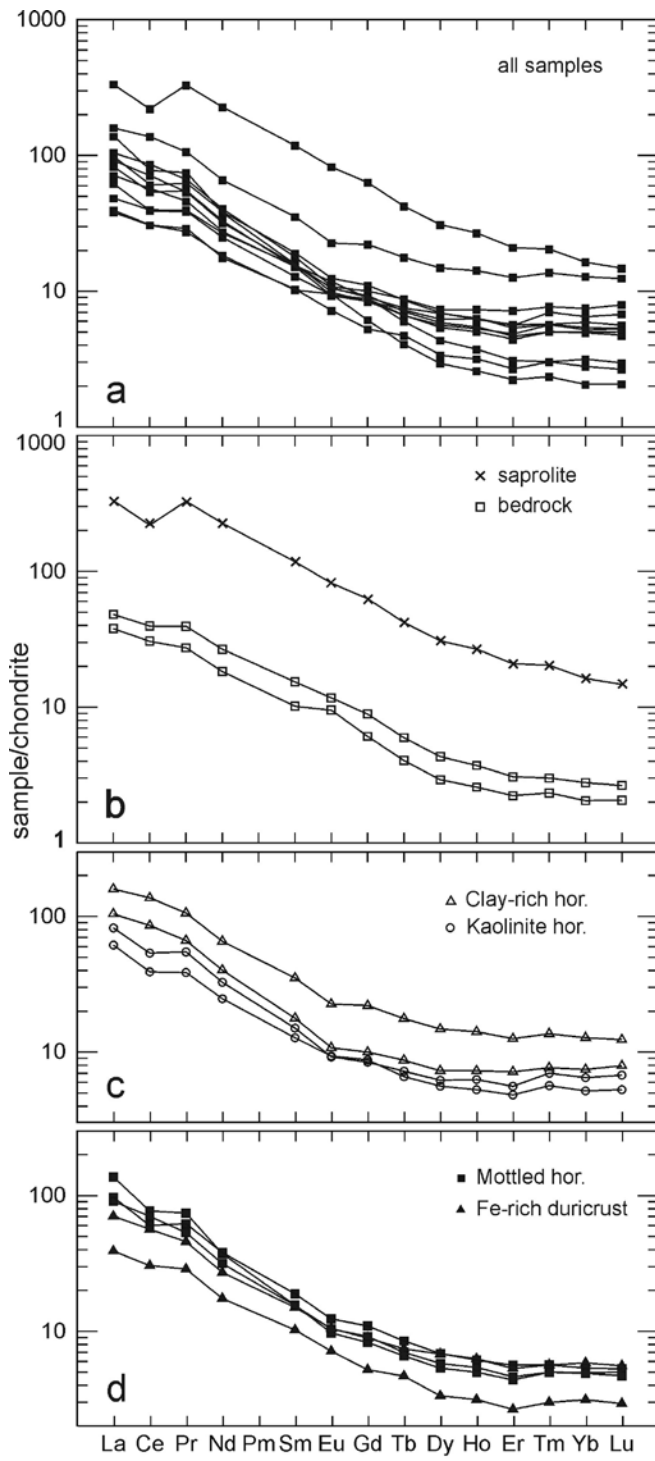 1000
all samples
100
10
a
1
1000
× saprolite
□ bedrock
100
sample/chondrite
10
b
1
△ Clay-rich hor.
100
○ Kaolinite hor.
10
c
■ Mottled hor.
100
▲ Fe-rich duricrust
10
d
La Ce Pr Nd Pm Sm Eu Gd Tb Dy Ho Er Tm Yb Lu